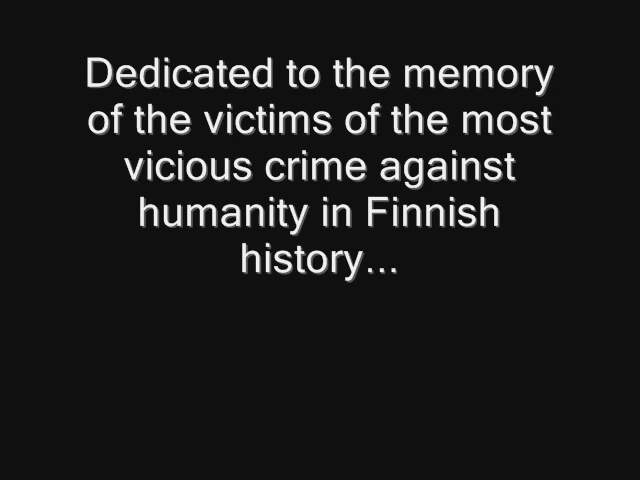 Dedicated to the memory
of the victims of the most
vicious crime against
humanity in Finnish
history...